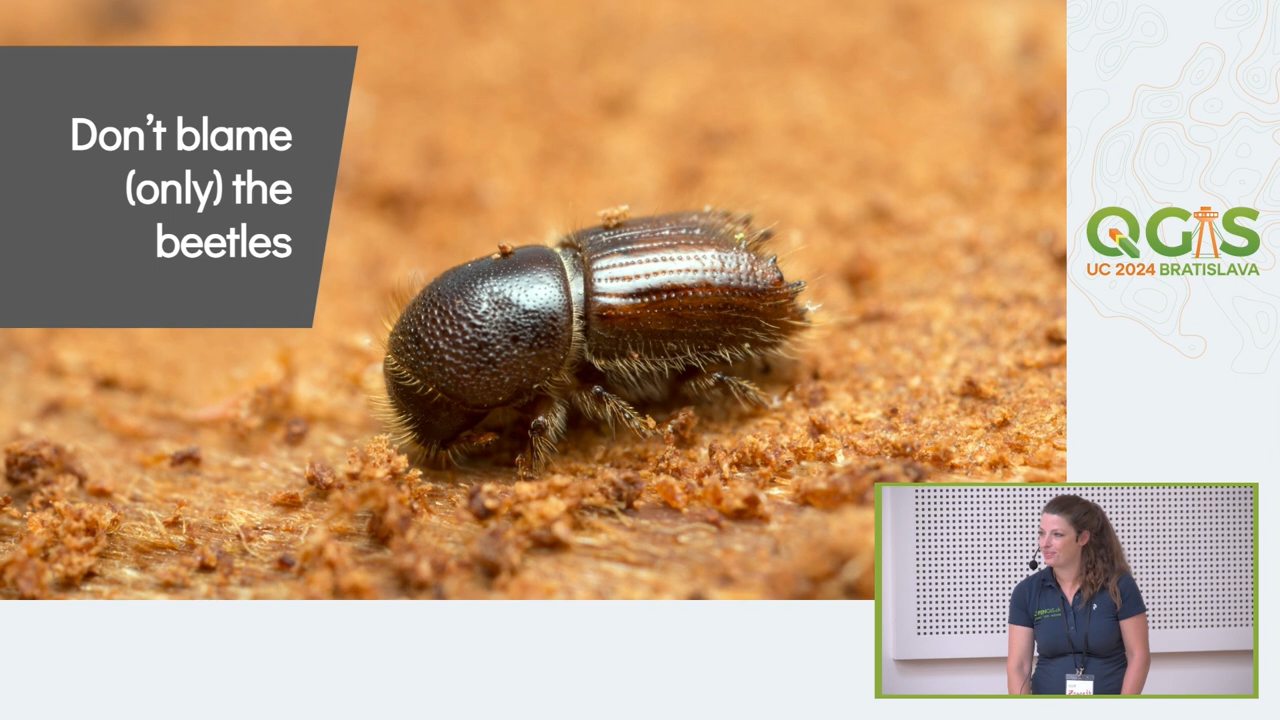 Don't blame
(only) the
beetles
QGIS
UC 2024 BRATISLAVA